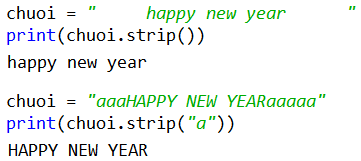 chuoi = "     happy new year      "
print(chuoi.strip())
happy new year
chuoi = "aaaHAPPY NEW YEARaaaaa"
print(chuoi.strip("a"))
HAPPY NEW YEAR